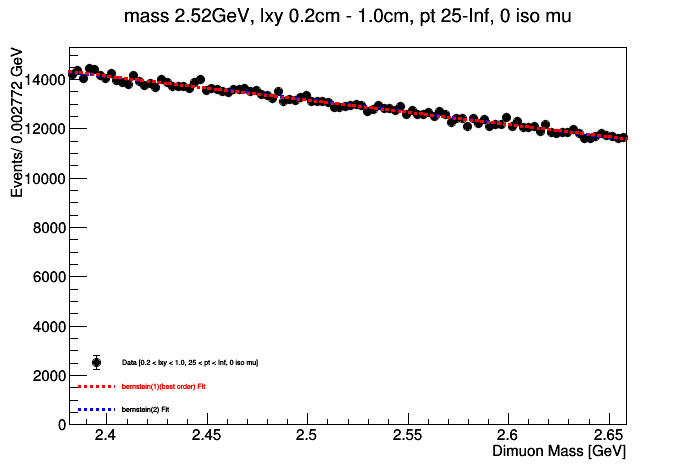 mass 2.52GeV, lxy 0.2cm - 1.0cm, pt 25-Inf, 0 iso mu
Events/ 0.002772 GeV
14000
12000
10000
8000
6000
4000
2000
0
Data [0.2 < lxy < 1.0, 25 < pt < Inf, 0 iso mu]
bernstein(1)(best order) Fit
bernstein(2) Fit
2.4 2.45 2.5 2.55 2.6 2.65
Dimuon Mass [GeV]